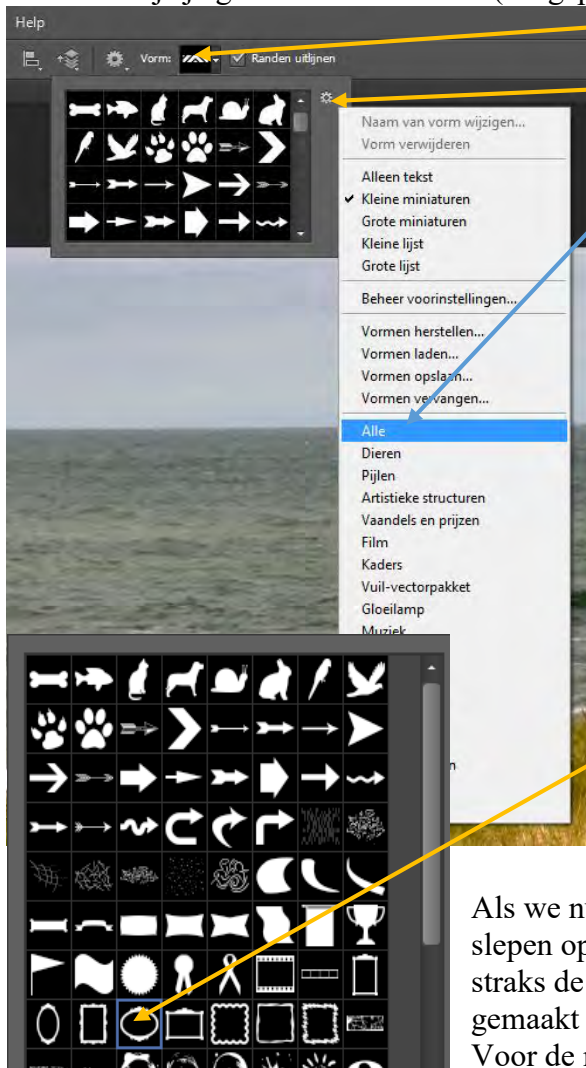 Help
Vorm: Randen uitlijnen
Naam van vorm wijzigen...
Vorm verwijderen
Alleen tekst
Kleine miniaturen
Grote miniaturen
Kleine lijst
Grote lijst
Beheer voorinstellingen...
Vormen herstellen...
Vormen laden...
Vormen opslaan...
Vormen vervangen...
Alle
Dieren
Pijlen
Artistieke structuren
Vaandels en prijzen
Film
Kaders
Vuil-vectorpakket
Gloeilamp
Muziek
Als we
slepen
straks de
gemaakt
Voor de